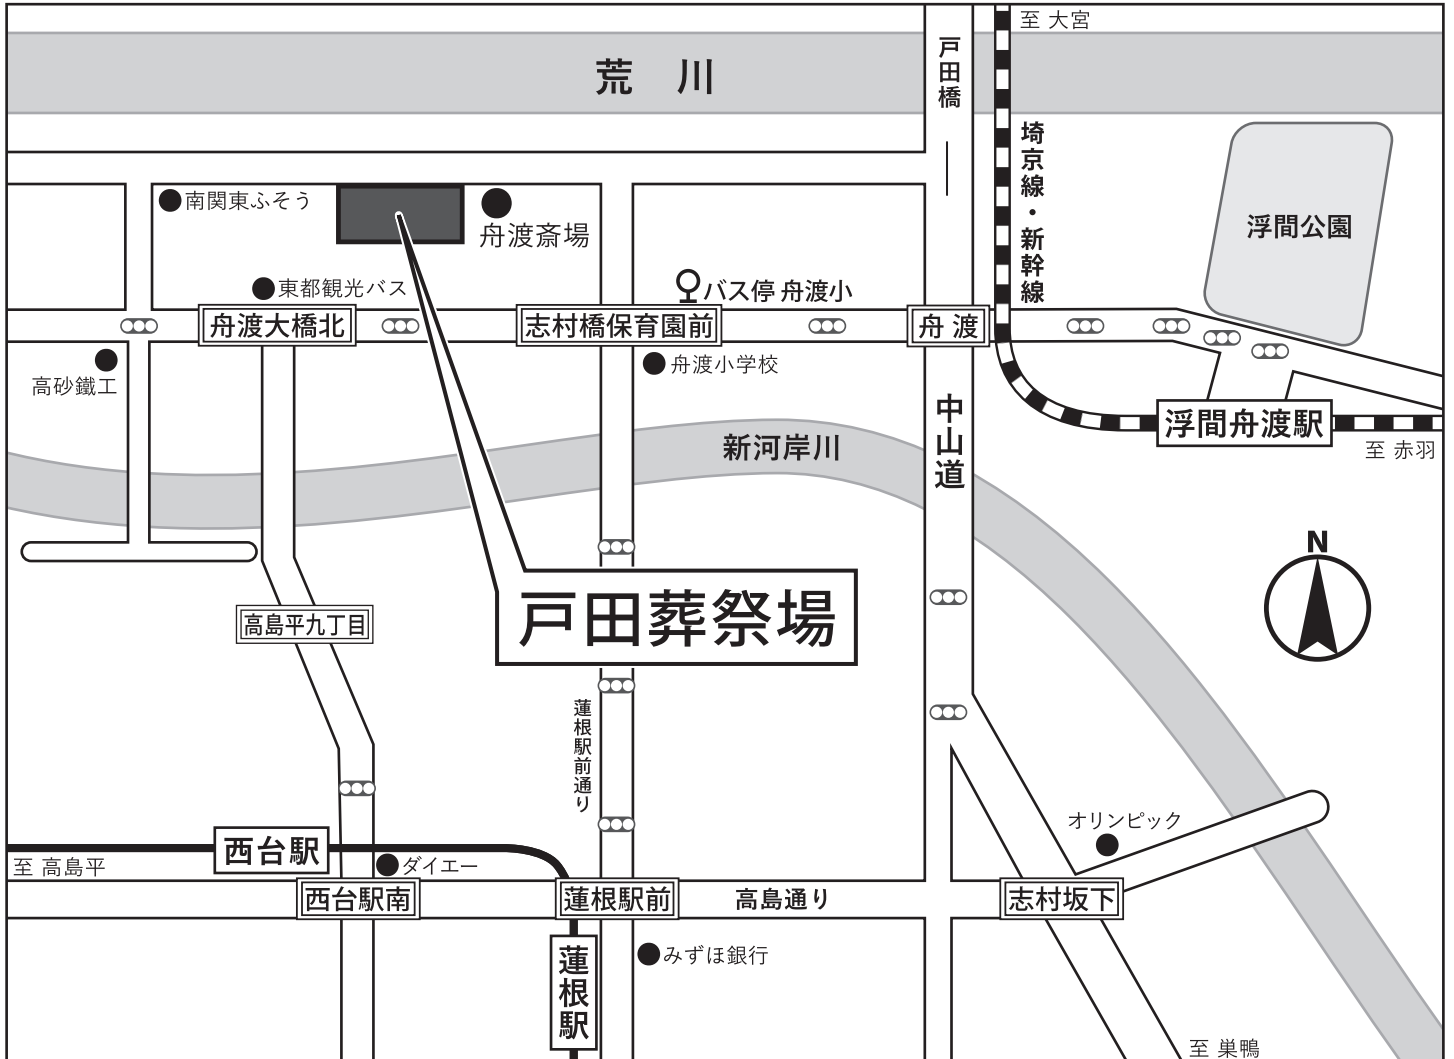 至 大宮
荒 川
戸田橋
埼京線・新幹線
浮間公園
南関東ふそう
舟渡斎場
東都観光バス
バス停 舟渡小
舟渡大橋北
志村橋保育園前
舟 渡
高砂鐵工
舟渡小学校
中山道
新河岸川
浮間舟渡駅
至 赤羽
N
戸田葬祭場
高島平九丁目
蓮根駅前通り
オリンピック
西台駅
至 高島平
ダイエー
西台駅南
蓮根駅前
高島通り
志村坂下
蓮根駅
みずほ銀行
至 巣鴨